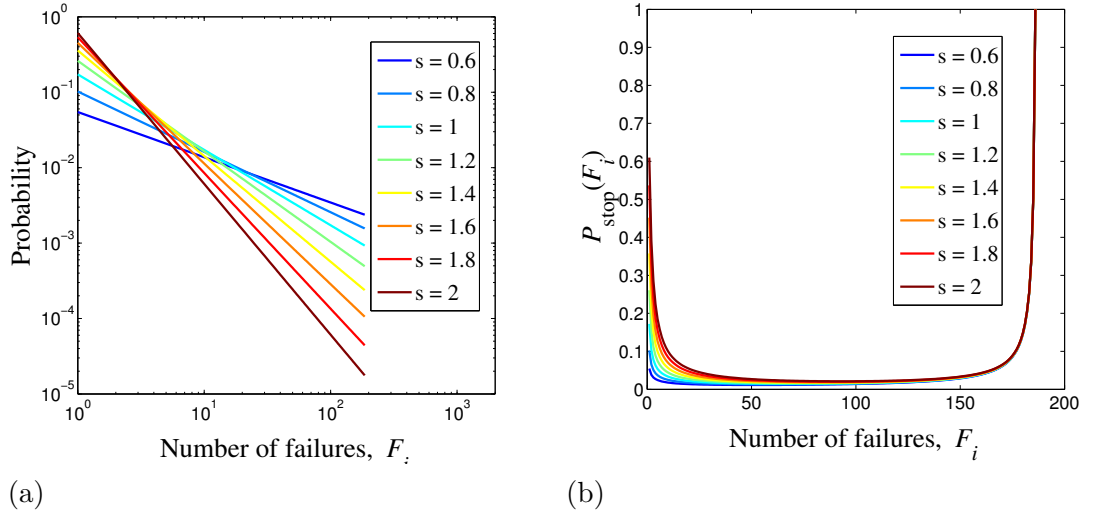 10^0
10^-1
10^-2
10^-3
10^-4
10^-5
Probability
s = 0.6
s = 0.8
s = 1
s = 1.2
s = 1.4
s = 1.6
s = 1.8
s = 2
10^0
10^1
10^2
10^3
Number of failures, F_i
(a)
1
0.9
0.8
0.7
0.6
0.5
0.4
0.3
0.2
0.1
0
P_stop(F_i)
s = 0.6
s = 0.8
s = 1
s = 1.2
s = 1.4
s = 1.6
s = 1.8
s = 2
0
50
100
150
200
Number of failures, F_i
(b)